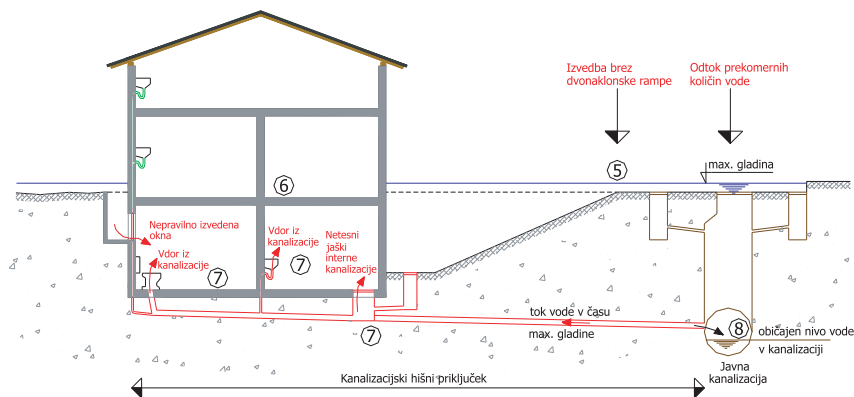 Izvedba brez
dvonaklonske rampe
Odtok prekomernih
količin vode
max. gladina
5
6
Nepravilno izvedena
okna
Vdor iz
kanalizacije
7
Vdor iz
kanalizacije
7
Netesni
jaški
interne
kanalizacije
7
tok vode v času
max. gladine
8
običajen nivo vode
v kanalizaciji
Javna
kanalizacija
Kanalizacijski hišni priključek